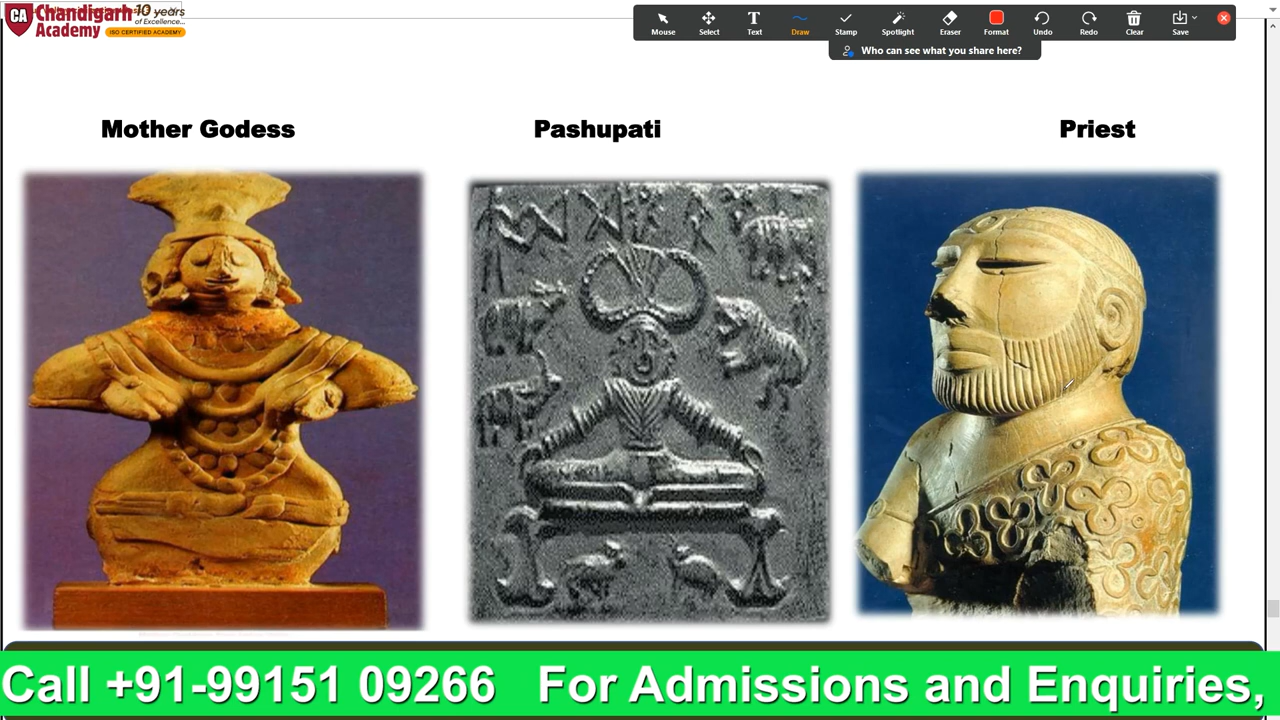 CA Chandigarh Academy
10 years of Excellence...
ISO CERTIFIED ACADEMY
Mouse Select Text Draw Stamp Spotlight Eraser Format Undo Redo Clear Save
Who can see what you share here?
Mother Godess Pashupati Priest
Call +91-99151 09266 For Admissions and Enquiries,